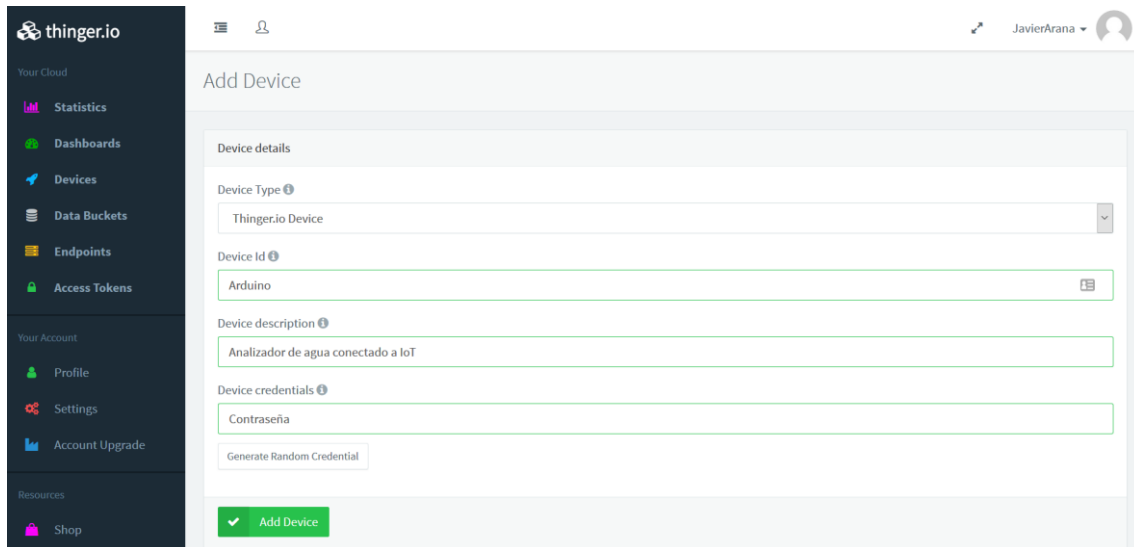 thinger.io
JavierArana
Your Cloud
Statistics
Dashboards
Devices
Data Buckets
Endpoints
Access Tokens
Your Account
Profile
Settings
Account Upgrade
Resources
Shop
Add Device
Device details
Device Type
Thinger.io Device
Device Id
Arduino
Device description
Analizador de agua conectado a IoT
Device credentials
Contraseña
Generate Random Credential
Add Device